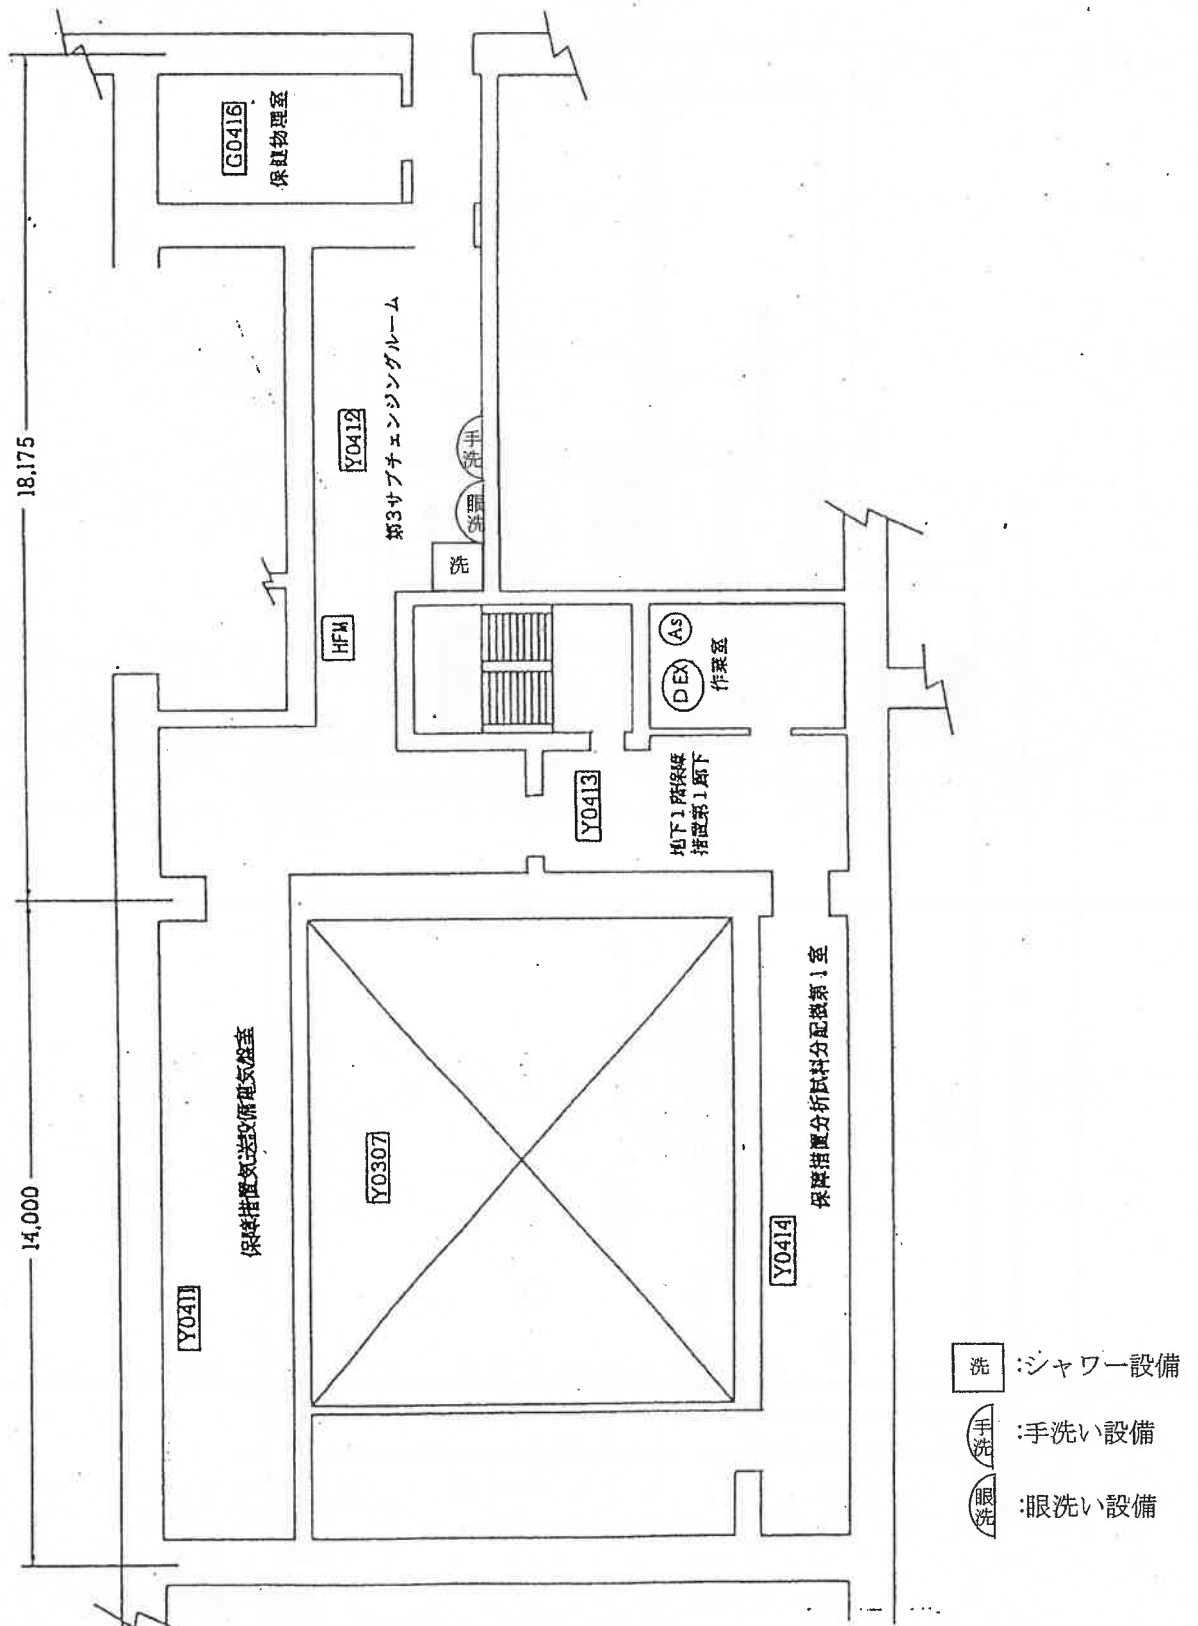 G0416
保健物理室
18,175
Y0412
第3サブチェンジングルーム
手洗
眼洗
洗
HFM
As
DEX
作業室
Y0413
地下1階保障
措置第1廊下
保障措置気送設備電気盤室
Y0411
Y0307
保障措置分析試料分配機第1室
Y0414
14,000
洗 :シャワー設備
手洗 :手洗い設備
眼洗 :眼洗い設備